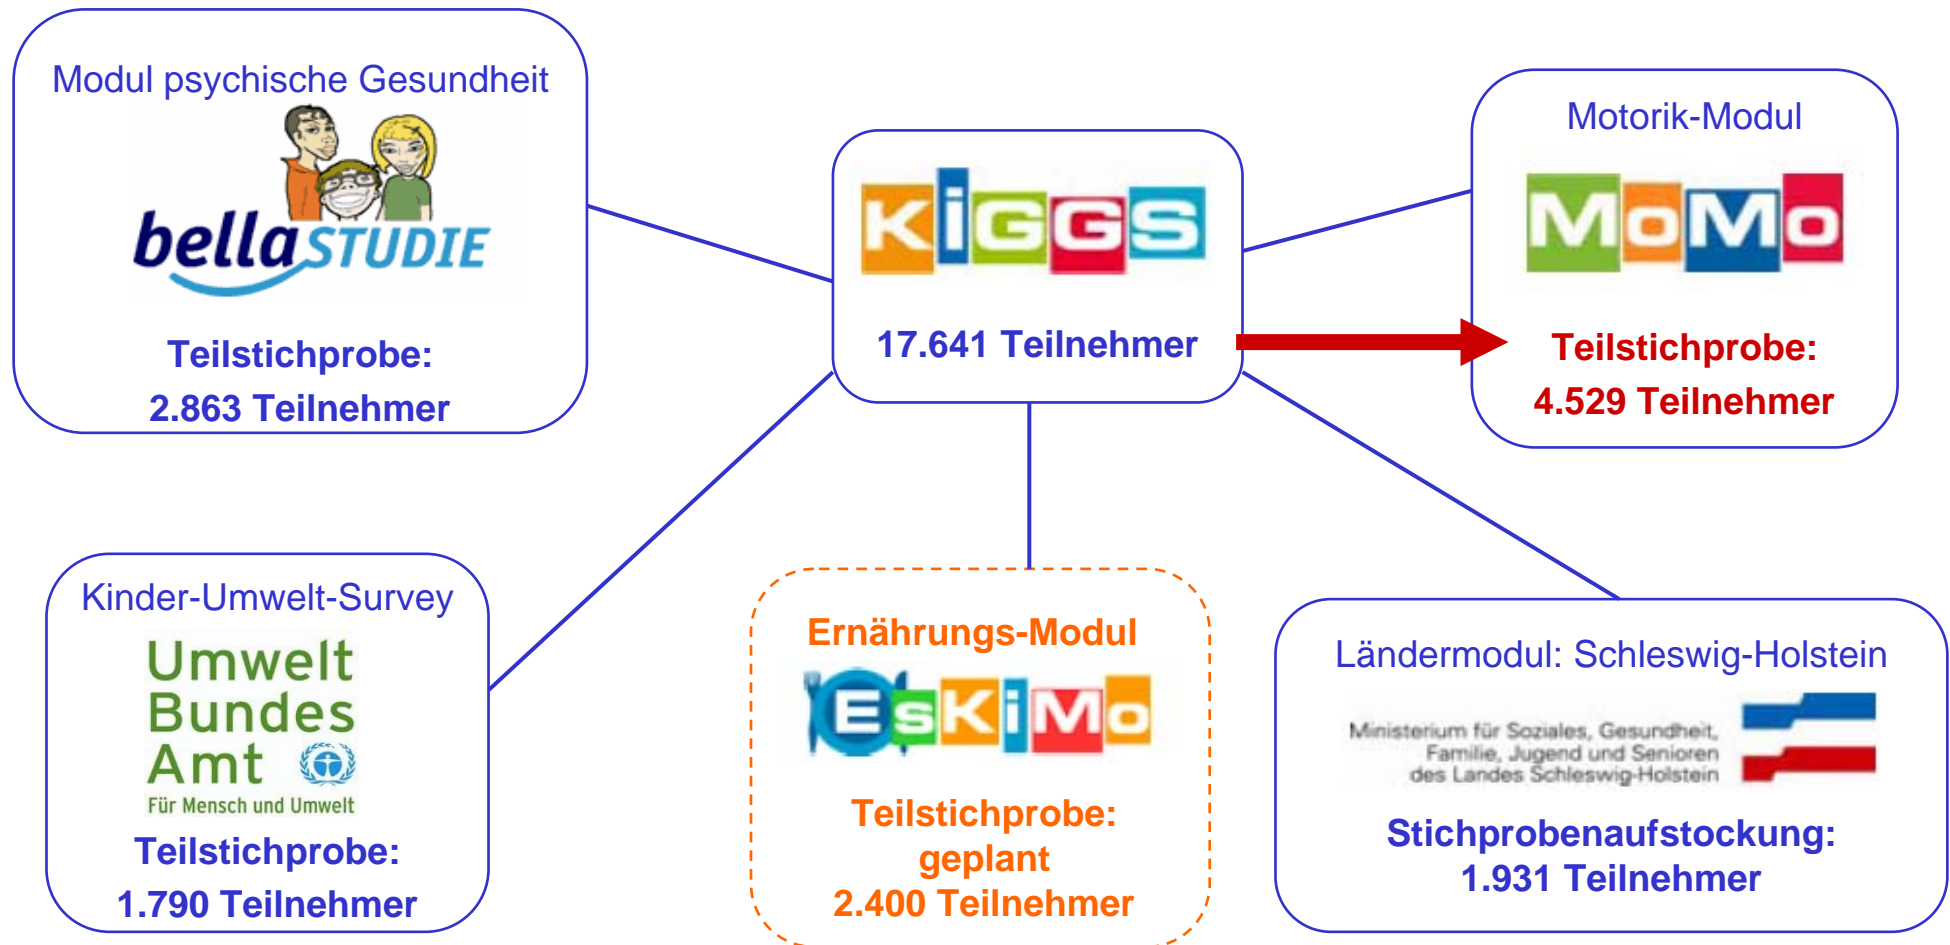 Modul psychische Gesundheit
bella STUDIE
Teilstichprobe:
2.863 Teilnehmer
KiGGS
17.641 Teilnehmer
Motorik-Modul
MoMo
Teilstichprobe:
4.529 Teilnehmer
Kinder-Umwelt-Survey
Umwelt
Bundes
Amt
Für Mensch und Umwelt
Teilstichprobe:
1.790 Teilnehmer
Ernährungs-Modul
EsKiMo
Teilstichprobe:
geplant
2.400 Teilnehmer
Ländermodul: Schleswig-Holstein
Ministerium für Soziales, Gesundheit,
Familie, Jugend und Senioren
des Landes Schleswig-Holstein
Stichprobenaufstockung:
1.931 Teilnehmer